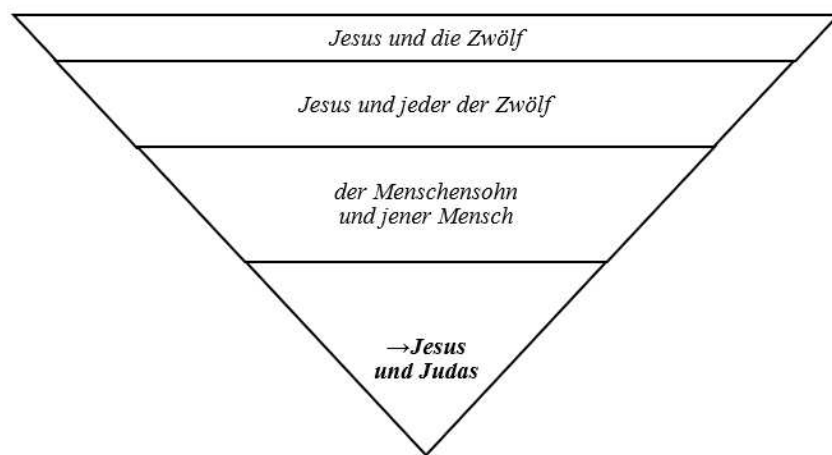 Jesus und die Zwölf
Jesus und jeder der Zwölf
der Menschensohn
und jener Mensch
→Jesus
und Judas